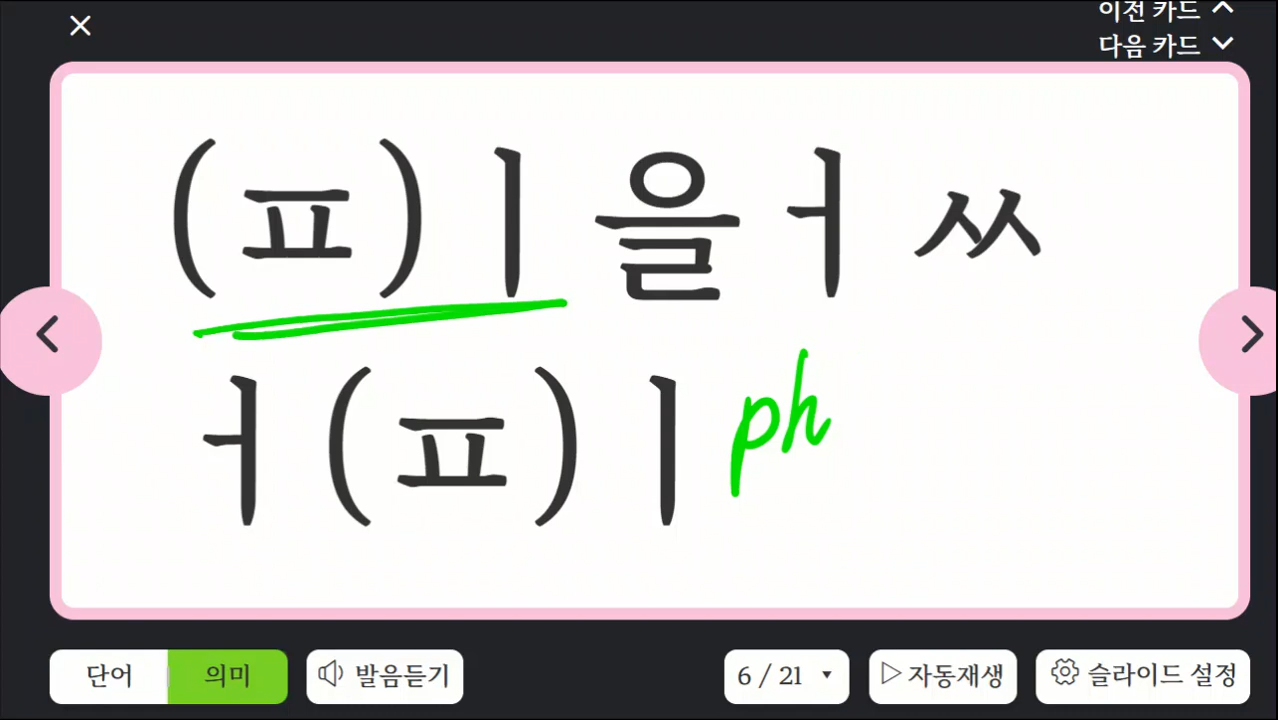 이전 카드
다음 카드
(ㅍ)ㅣ을ㅓ ㅆ
ㅓ(ㅍ)ㅣ ph
단어 의미 발음듣기 6 / 21 자동재생 슬라이드 설정